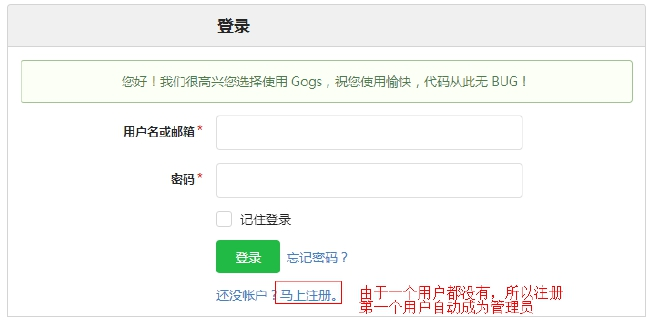 登录
您好！我们很高兴您选择使用 Gogs，祝您使用愉快，代码从此无 BUG！
用户名或邮箱*
密码*
记住登录
登录 忘记密码？
还没帐户？马上注册。 由于一个用户都没有，所以注册
第一个用户自动成为管理员